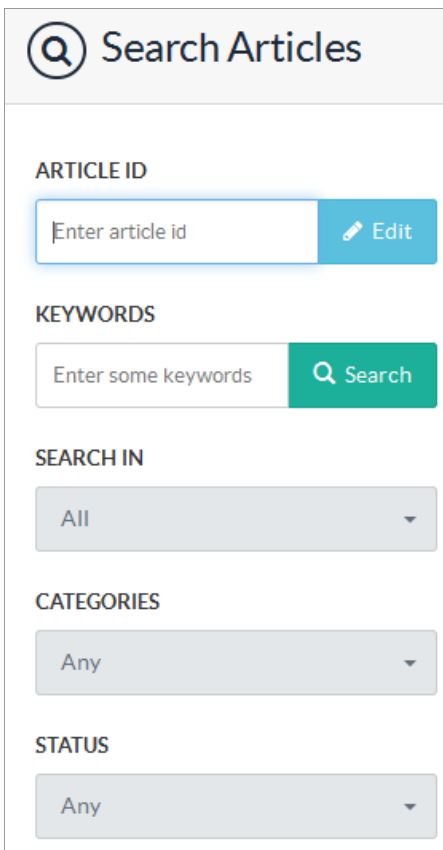 Search Articles
ARTICLE ID
Enter article id
Edit
KEYWORDS
Enter some keywords
Search
SEARCH IN
All
CATEGORIES
Any
STATUS
Any